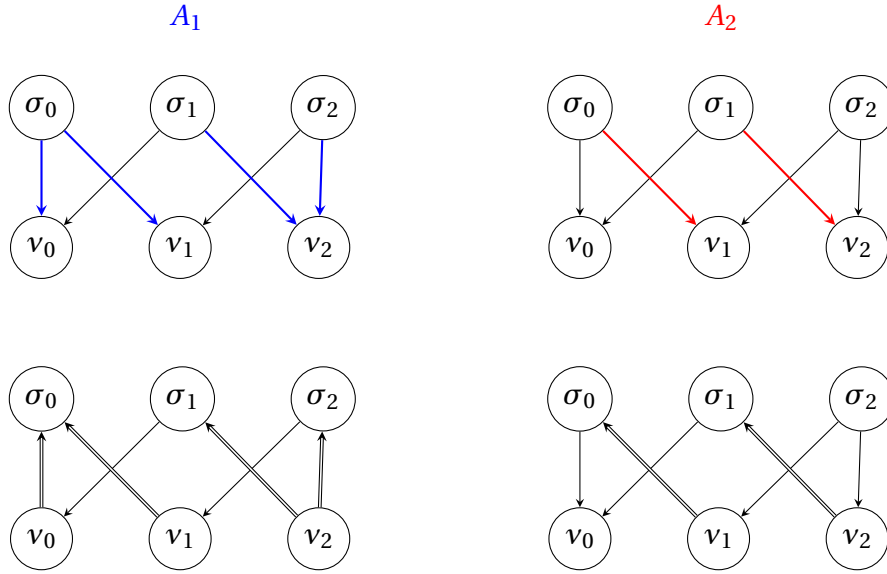 A₁ A₂
σ₀ σ₁ σ₂ σ₀ σ₁ σ₂
ν₀ ν₁ ν₂ ν₀ ν₁ ν₂
σ₀ σ₁ σ₂ σ₀ σ₁ σ₂
ν₀ ν₁ ν₂ ν₀ ν₁ ν₂